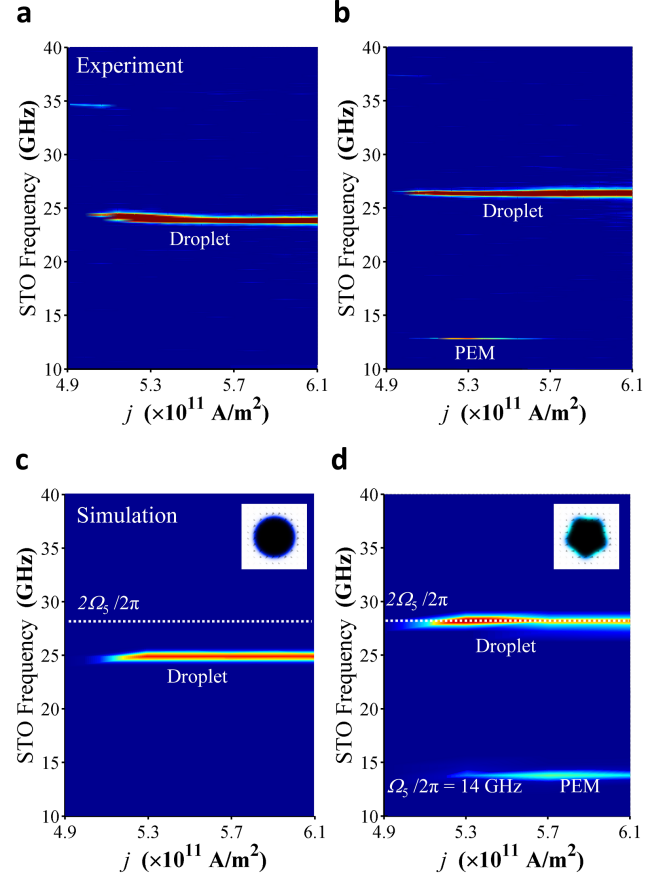 a
Experiment
Droplet
40
35
30
25
20
15
10
STO Frequency (GHz)
4.9
5.3
5.7
6.1
j (×10¹¹ A/m²)
b
Droplet
PEM
40
35
30
25
20
15
10
STO Frequency (GHz)
4.9
5.3
5.7
6.1
j (×10¹¹ A/m²)
c
Simulation
2Ω₅/2π
Droplet
40
35
30
25
20
15
10
STO Frequency (GHz)
4.9
5.3
5.7
6.1
j (×10¹¹ A/m²)
d
2Ω₅/2π
Droplet
Ω₅/2π = 14 GHz
PEM
40
35
30
25
20
15
10
STO Frequency (GHz)
4.9
5.3
5.7
6.1
j (×10¹¹ A/m²)